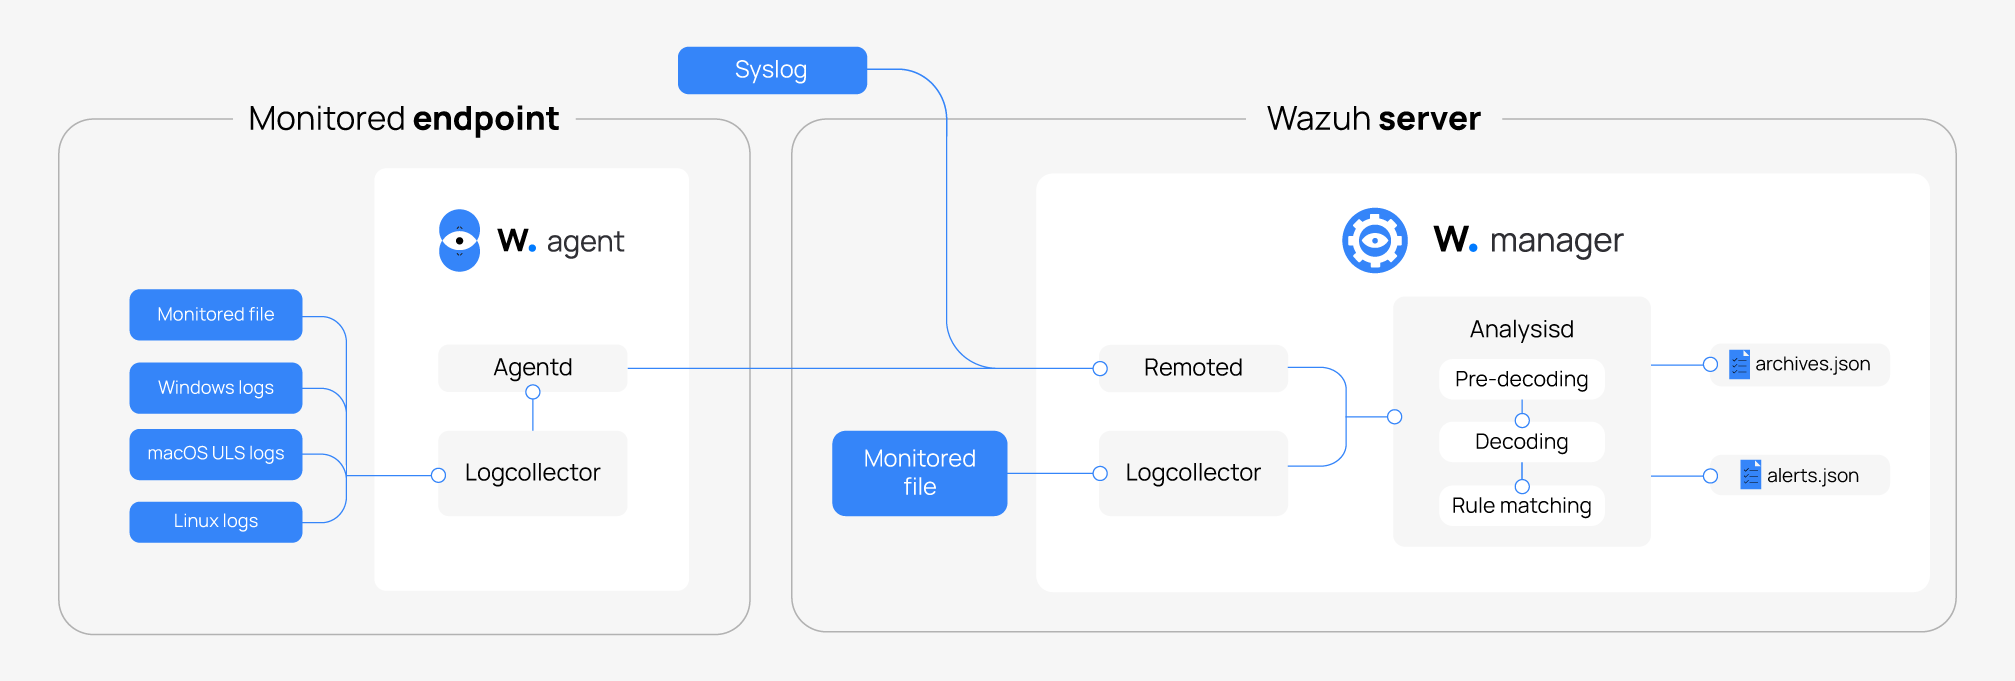 Syslog
Monitored endpoint
W. agent
Monitored file
Windows logs
macOS ULS logs
Linux logs
Agentd
Logcollector
Wazuh server
W. manager
Monitored
file
Remoted
Logcollector
Analysisd
Pre-decoding
Decoding
Rule matching
archives.json
alerts.json